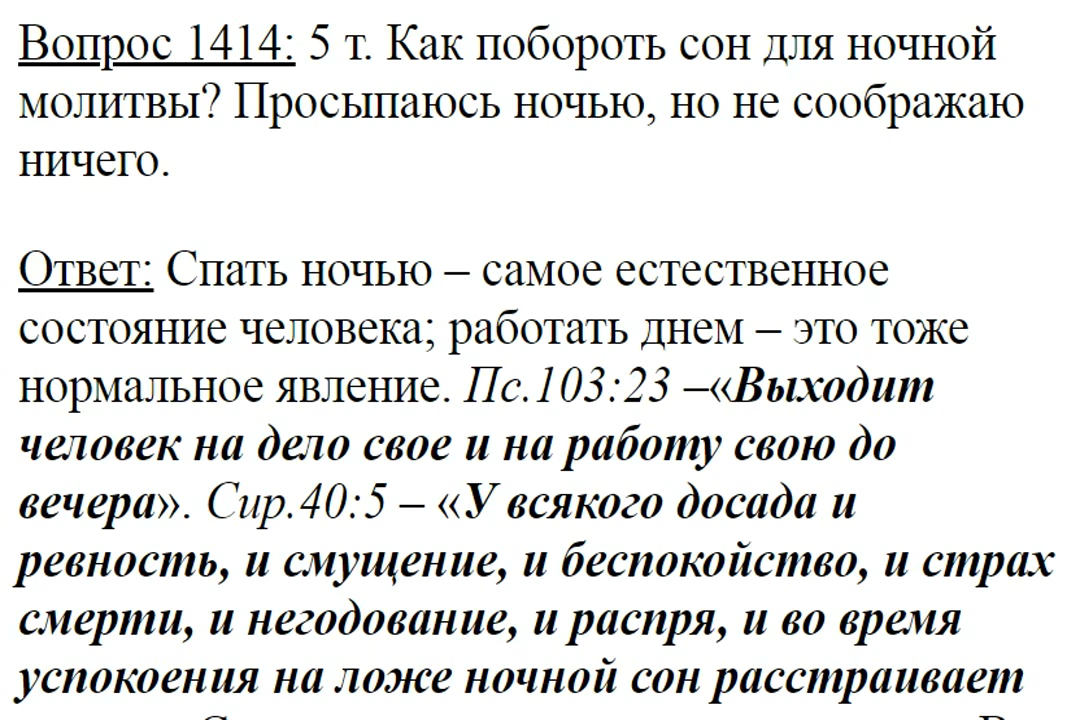 Вопрос 1414: 5 т. Как побороть сон для ночной
молитвы? Просыпаюсь ночью, но не соображаю
ничего.
Ответ: Спать ночью – самое естественное
состояние человека; работать днем – это тоже
нормальное явление. Пс.103:23 –«Выходит
человек на дело свое и на работу свою до
вечера». Сир.40:5 – «У всякого досада и
ревность, и смущение, и беспокойство, и страх
смерти, и негодование, и распря, и во время
успокоения на ложе ночной сон расстраивает